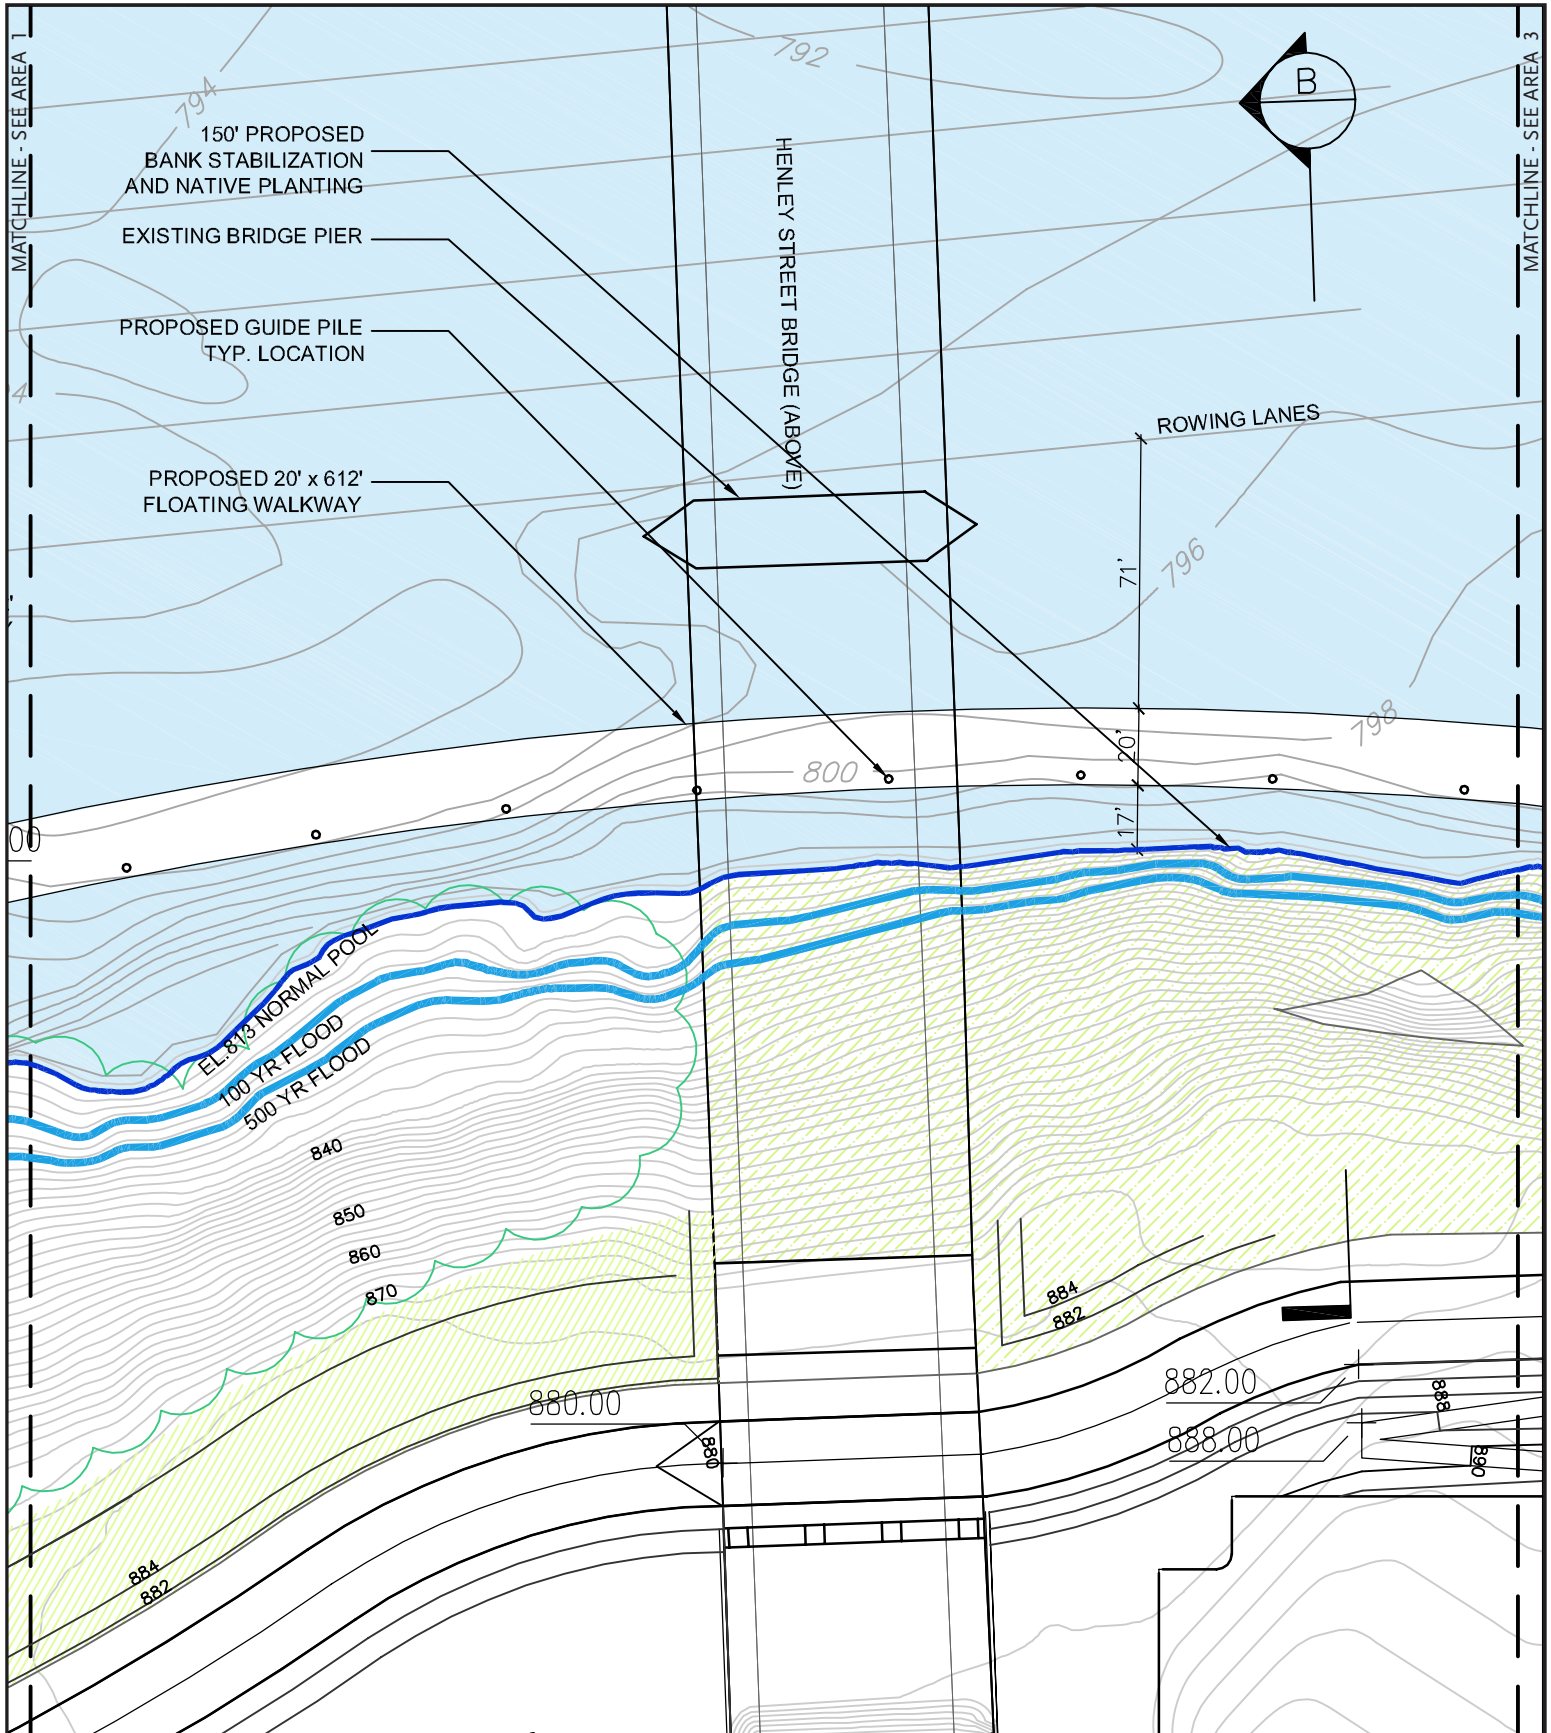 MATCHLINE - SEE AREA 1
MATCHLINE - SEE AREA 3
792
794
B
150' PROPOSED
BANK STABILIZATION
AND NATIVE PLANTING
EXISTING BRIDGE PIER
PROPOSED GUIDE PILE
TYP. LOCATION
PROPOSED 20' x 612'
FLOATING WALKWAY
HENLEY STREET BRIDGE (ABOVE)
ROWING LANES
71'
796
798
20'
800
17'
00
4
EL.813 NORMAL POOL
100 YR FLOOD
500 YR FLOOD
840
850
860
870
884
882
880.00
880
882.00
888.00
888
890
884
882